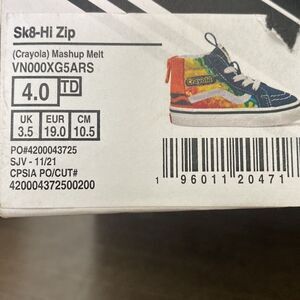 Sk8-Hi Zip
(Crayola) Mashup Melt
VN000XG5ARS
4.0 TD
UK EUR CM
3.5 19.0 10.5
PO#4200043725
SJV - 11/21
CPSIA PO/CUT#
420004372500200
Crayola
1 96011 20471